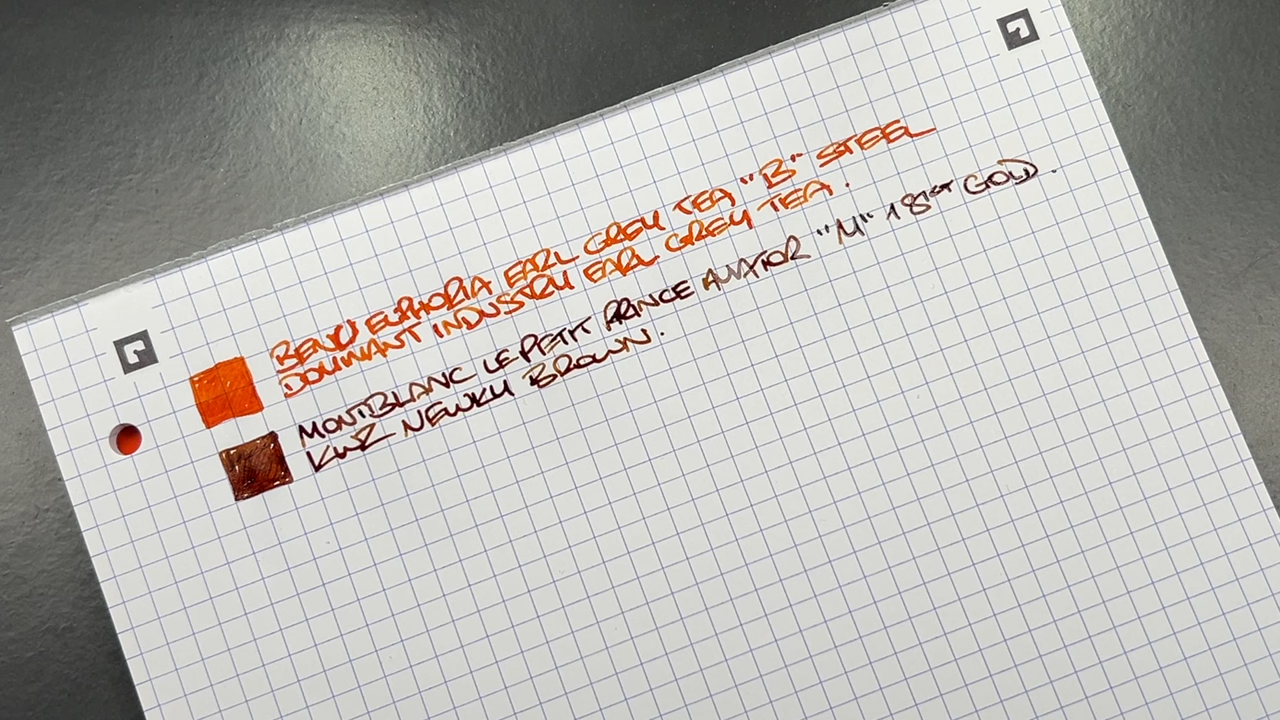 BENU EUPHORIA EARL GREY TEA "B" STEEL
DOMINANT INDUSTRY EARL GREY TEA.
MONTBLANC LE PETIT PRINCE AVIATOR "M" 18CT GOLD.
KWZ NEWKY BROWN.